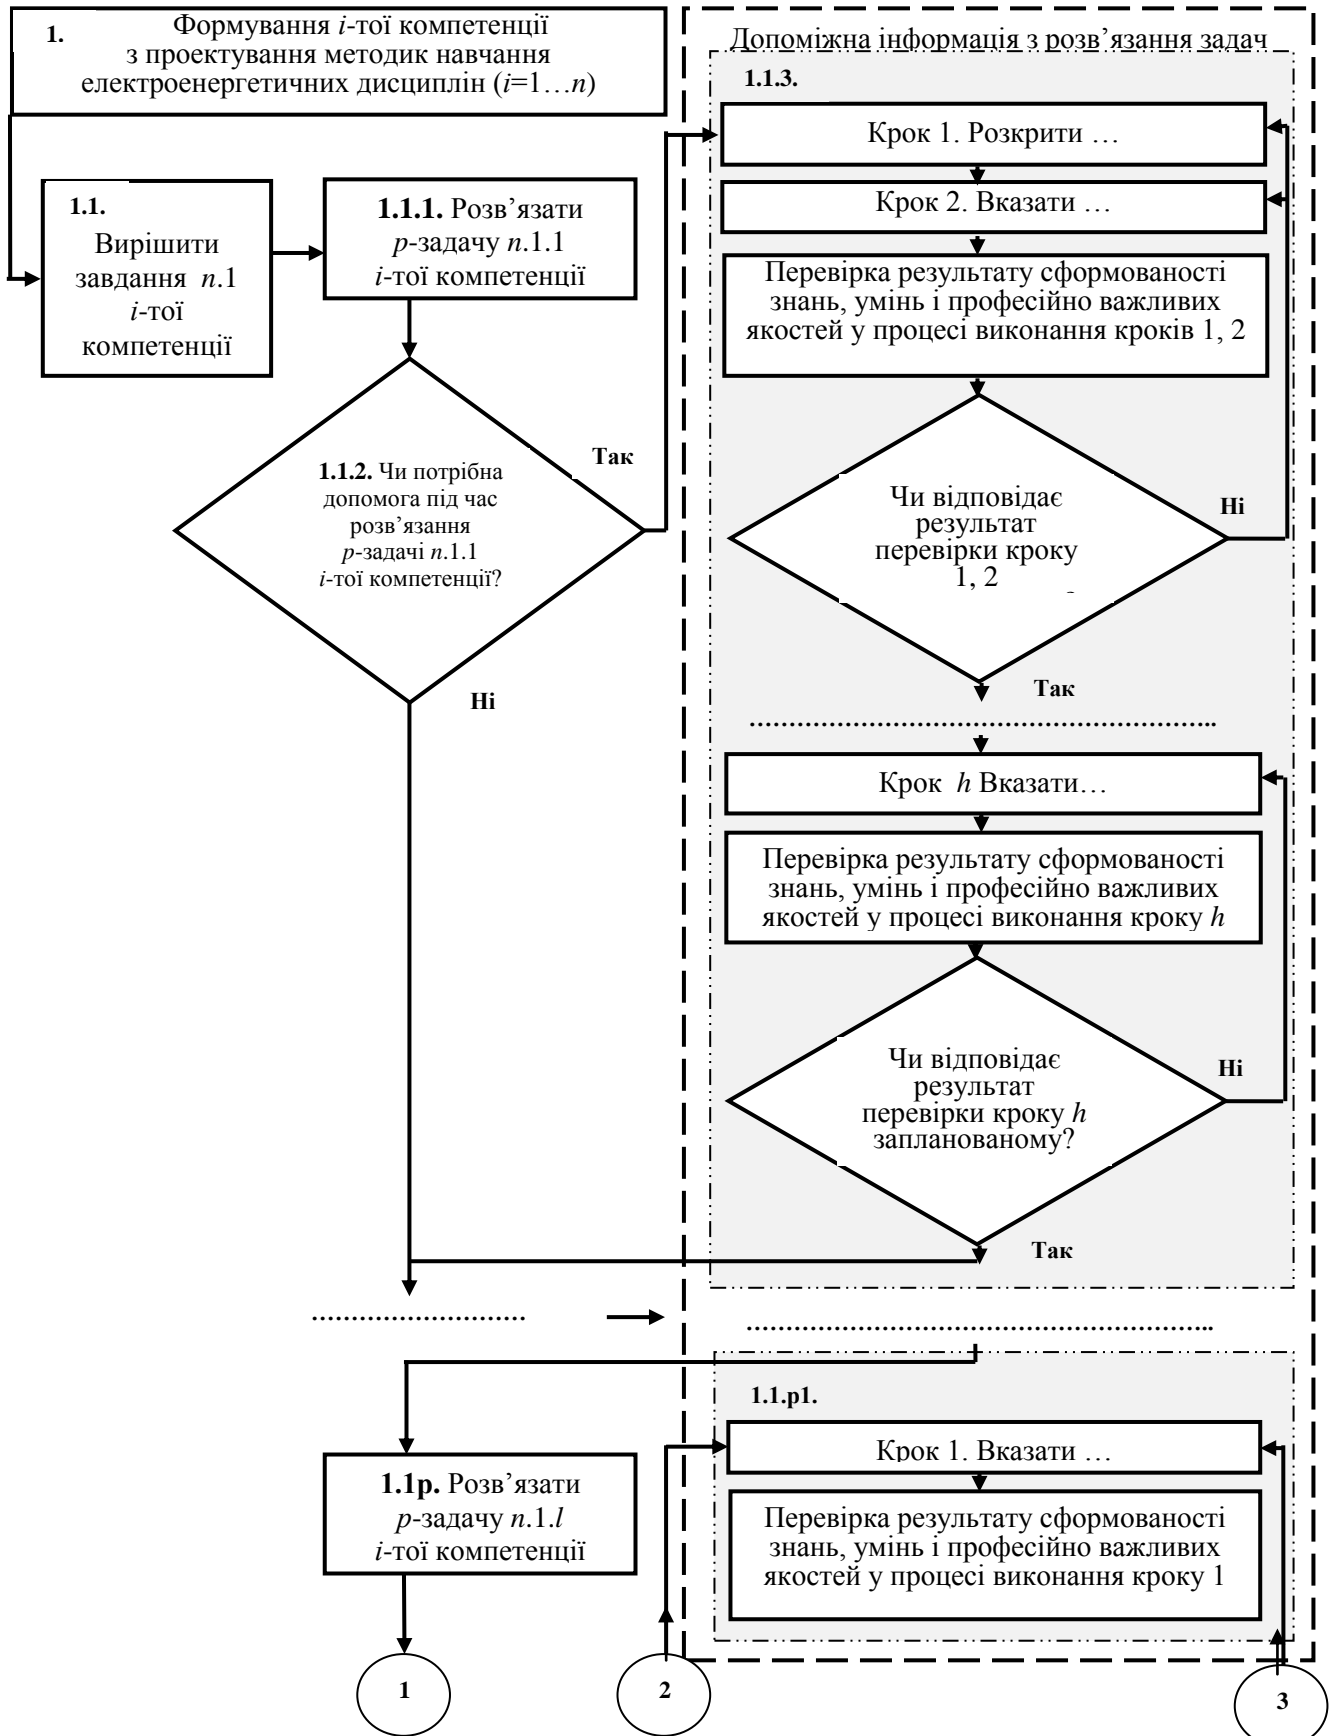 1.
Формування i-тої компетенції
з проектування методик навчання
електроенергетичних дисциплін (i=1…n)
1.1.
Вирішити
завдання n.1
i-тої
компетенції
1.1.1. Розв’язати
p-задачу n.1.1
i-тої компетенції
1.1.2. Чи потрібна
допомога під час
розв’язання
p-задачі n.1.1
i-тої компетенції?
Так
Ні
Допоміжна інформація з розв’язання задач
1.1.3.
Крок 1. Розкрити …
Крок 2. Вказати …
Перевірка результату сформованості
знань, умінь і професійно важливих
якостей у процесі виконання кроків 1, 2
Чи відповідає
результат
перевірки кроку
1, 2
Ні
Так
Крок h Вказати…
Перевірка результату сформованості
знань, умінь і професійно важливих
якостей у процесі виконання кроку h
Чи відповідає
результат
перевірки кроку h
запланованому?
Ні
Так
1.1p. Розв’язати
p-задачу n.1.l
i-тої компетенції
1.1.p1.
Крок 1. Вказати …
Перевірка результату сформованості
знань, умінь і професійно важливих
якостей у процесі виконання кроку 1
1
2
3